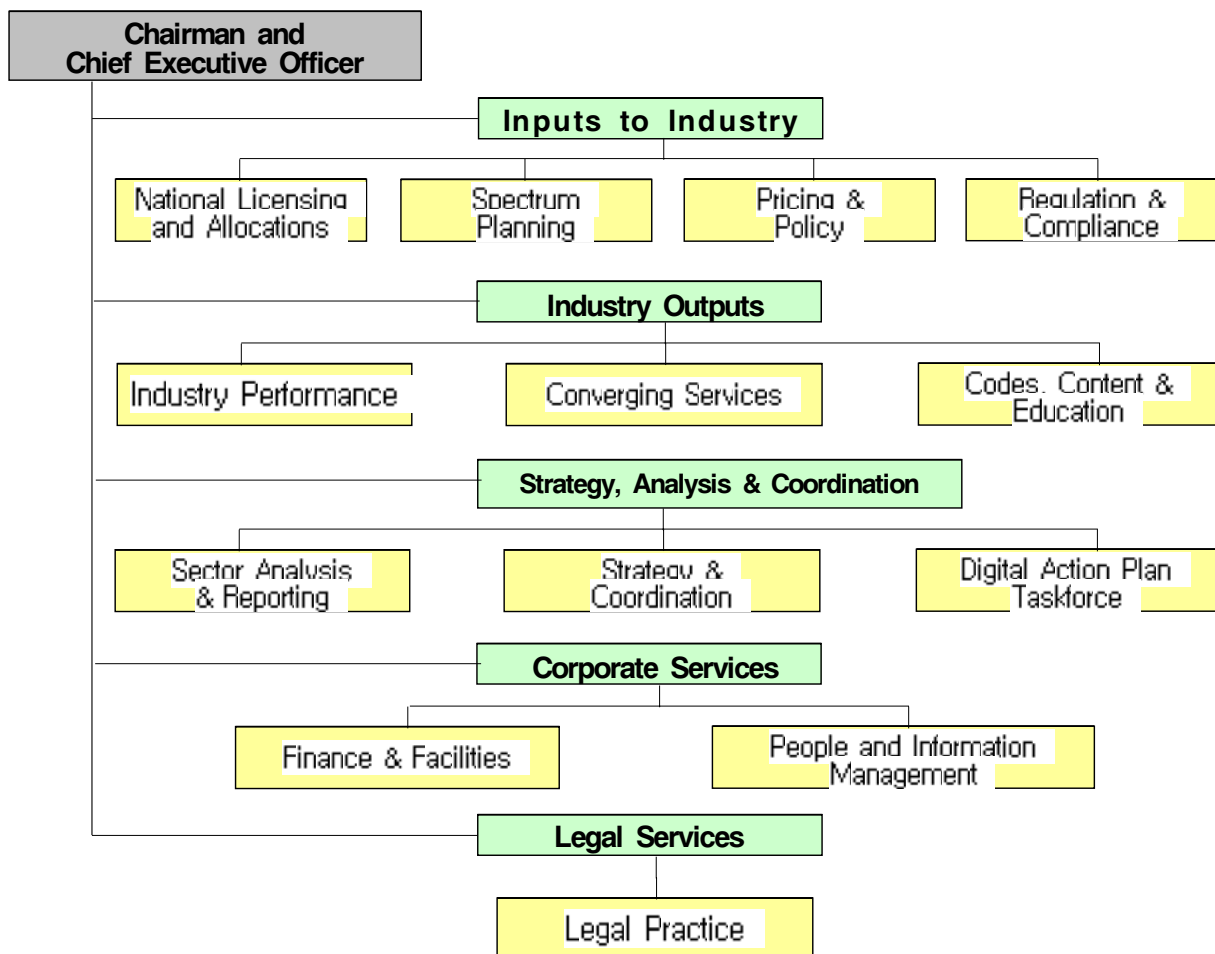 Chairman and
Chief Executive Officer
Inputs to Industry
National Licensing
and Allocations
Spectrum
Planning
Pricing &
Policy
Regulation &
Compliance
Industry Outputs
Industry Performance
Converging Services
Codes, Content &
Education
Strategy, Analysis & Coordination
Sector Analysis
& Reporting
Strategy &
Coordination
Digital Action Plan
Taskforce
Corporate Services
Finance & Facilities
People and Information
Management
Legal Services
Legal Practice